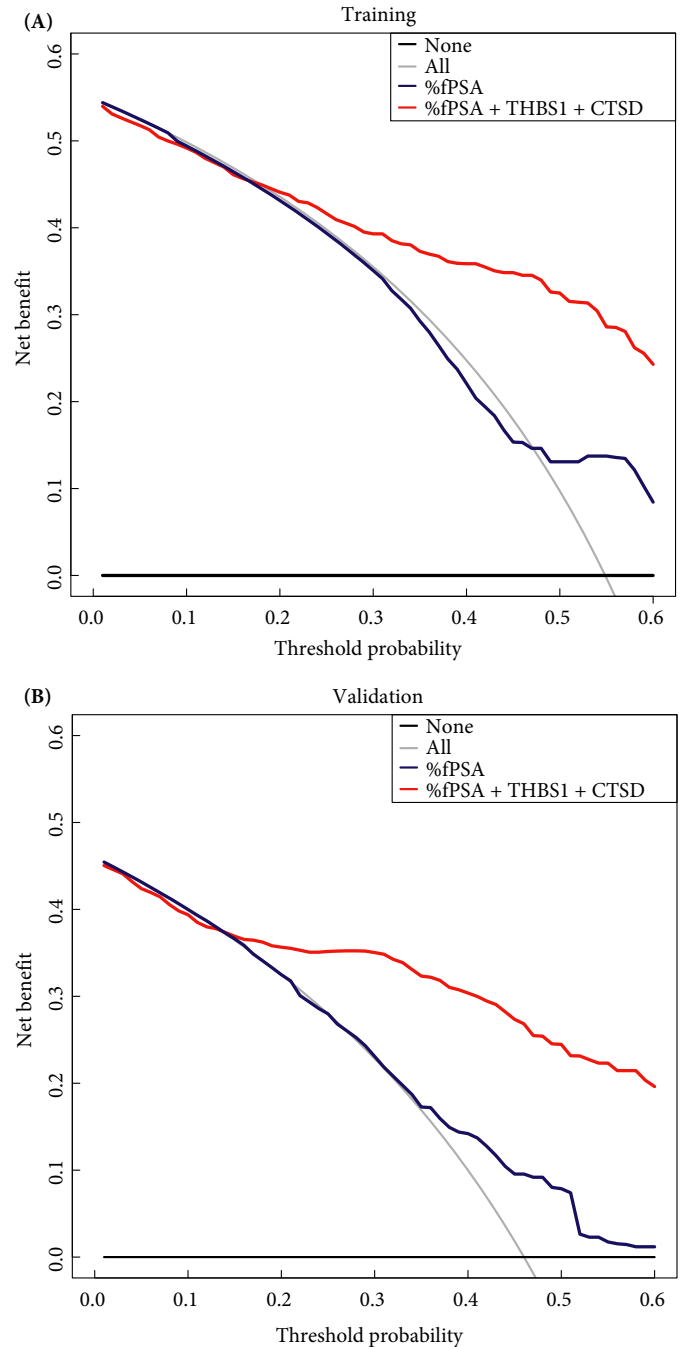 (A)
Training
None
All
%fPSA
%fPSA + THBS1 + CTSD
Net benefit
0.6
0.5
0.4
0.3
0.2
0.1
0.0
0.0 0.1 0.2 0.3 0.4 0.5 0.6
Threshold probability
(B)
Validation
None
All
%fPSA
%fPSA + THBS1 + CTSD
Net benefit
0.6
0.5
0.4
0.3
0.2
0.1
0.0
0.0 0.1 0.2 0.3 0.4 0.5 0.6
Threshold probability